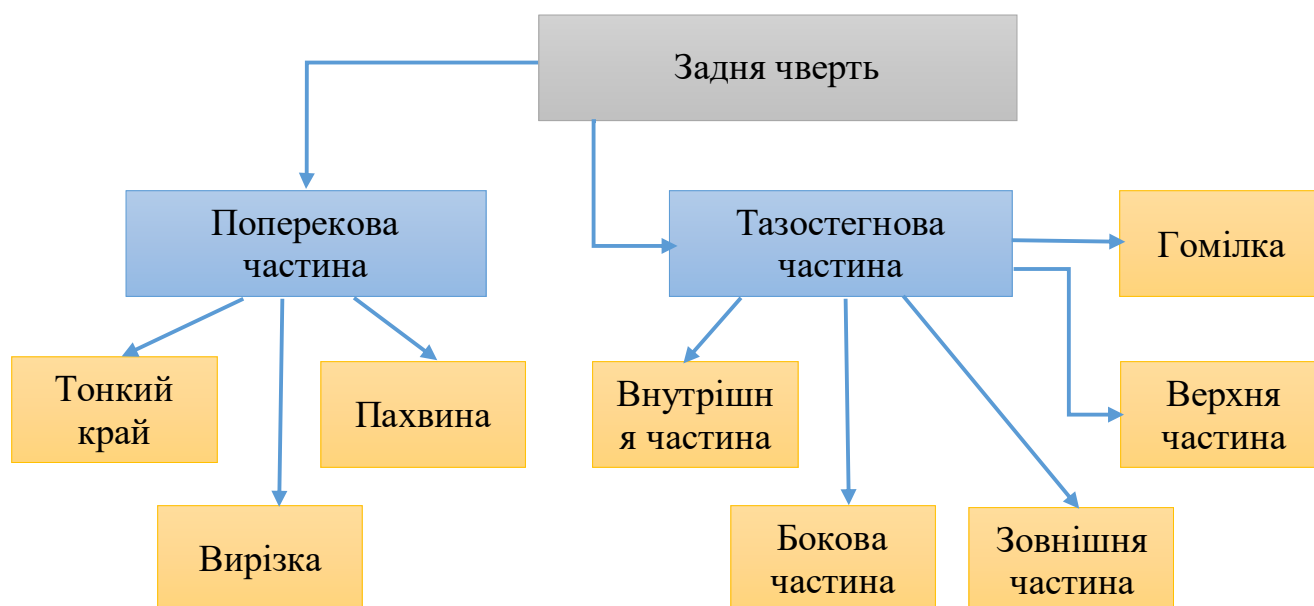 Задня чверть
Поперекова
частина
Тазостегнова
частина
Гомілка
Тонкий
край
Пахвина
Внутрішн
я частина
Верхня
частина
Вирізка
Бокова
частина
Зовнішня
частина